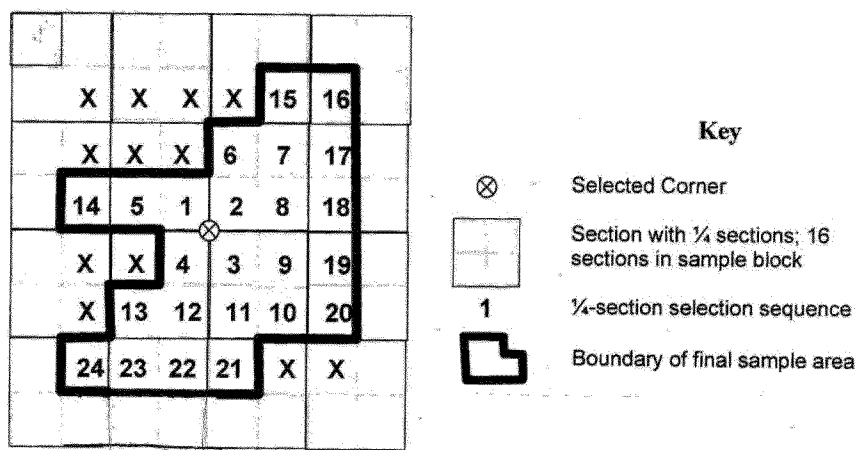 X X X X 15 16
X X X 6 7 17
14 5 1 2 8 18
X X 4 3 9 19
X 13 12 11 10 20
24 23 22 21 X X
Key
Selected Corner
Section with ¼ sections; 16
sections in sample block
1 ¼-section selection sequence
Boundary of final sample area